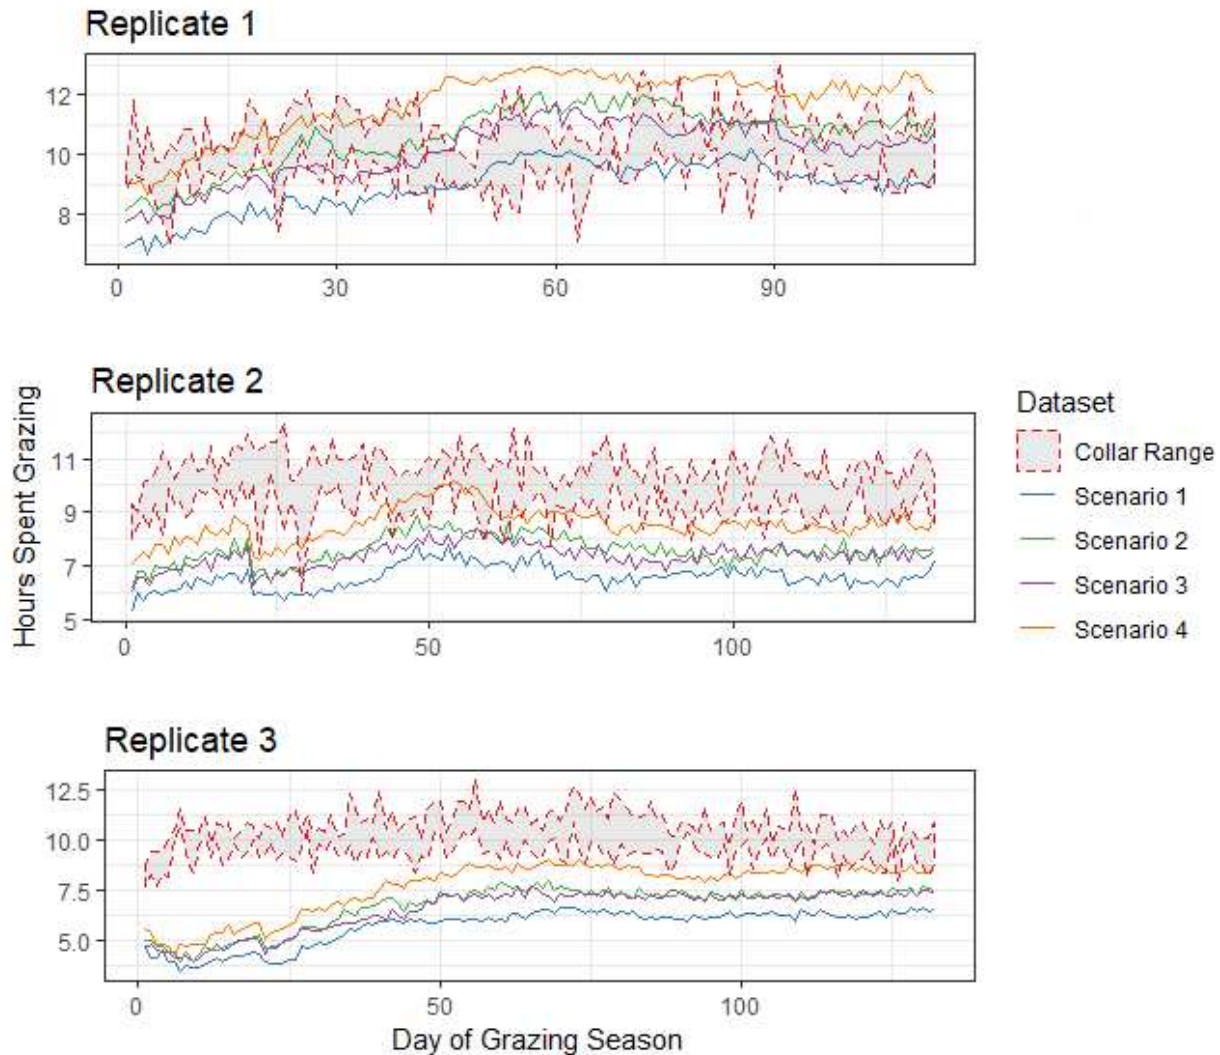 Replicate 1
12
10
8
0 30 60 90
Replicate 2
11
9
7
5
0 50 100
Replicate 3
12.5
10.0
7.5
5.0
0 50 100
Day of Grazing Season
Hours Spent Grazing
Dataset
Collar Range
Scenario 1
Scenario 2
Scenario 3
Scenario 4